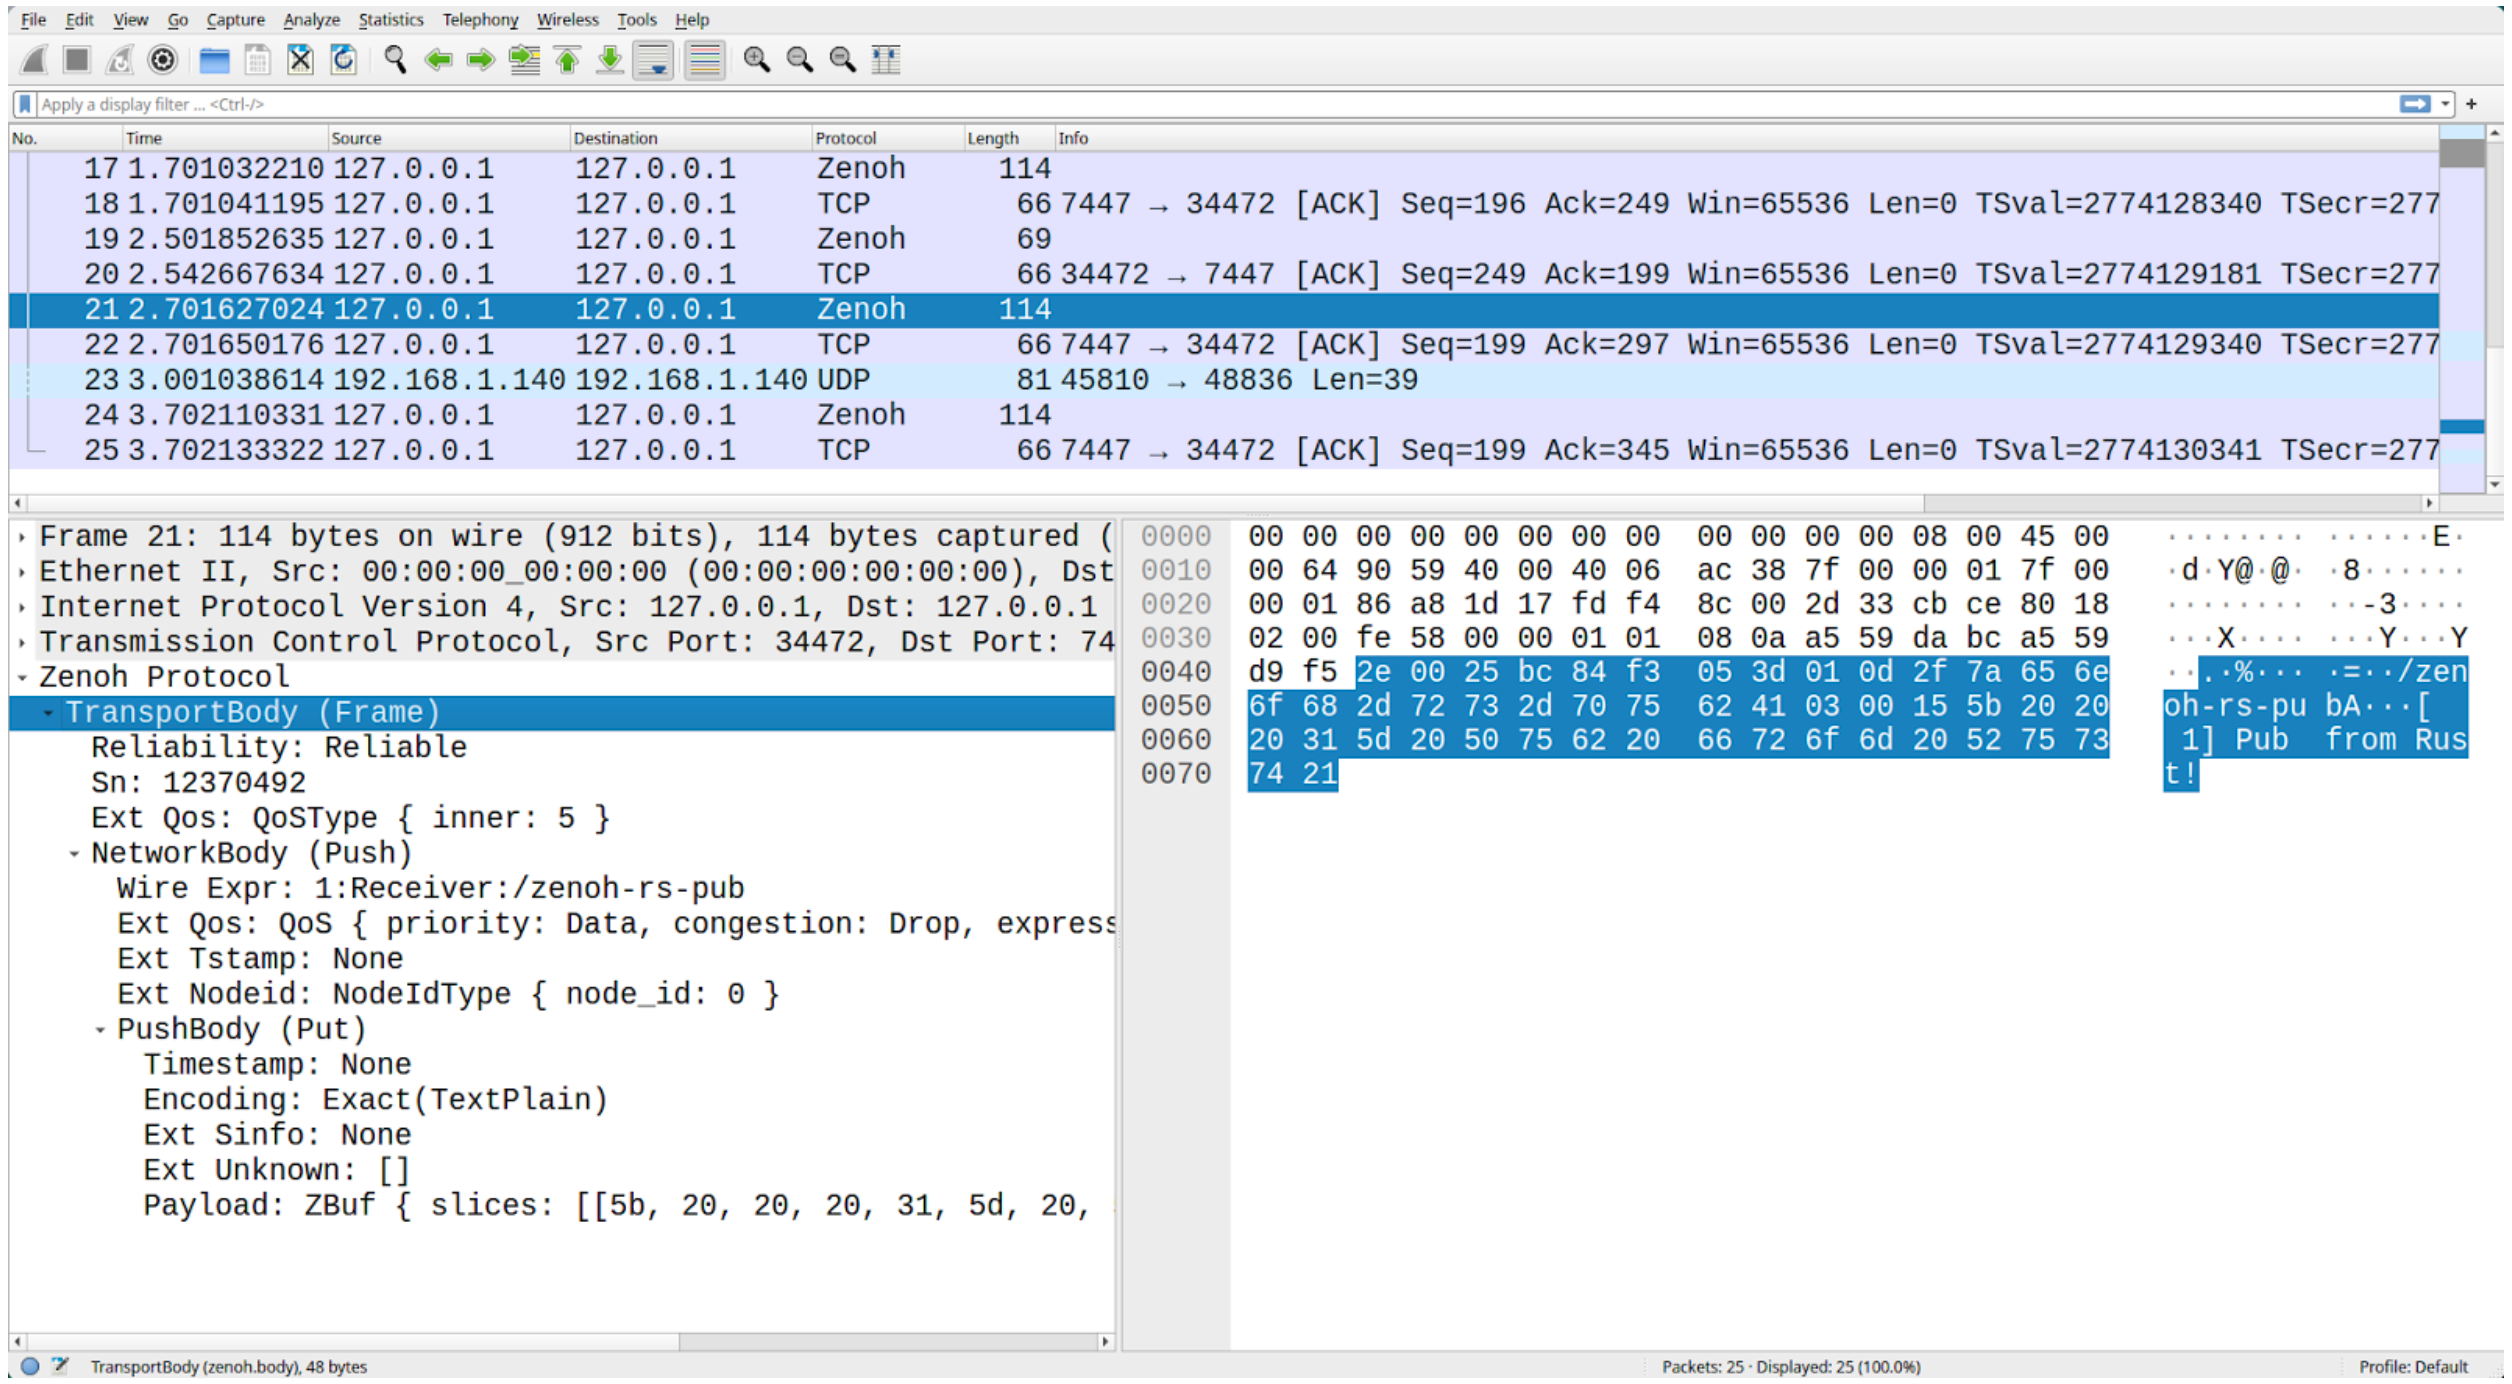 File Edit View Go Capture Analyze Statistics Telephony Wireless Tools Help
Apply a display filter ... <Ctrl-/>
No. Time Source Destination Protocol Length Info
17 1.701032210 127.0.0.1 127.0.0.1 Zenoh 114
18 1.701041195 127.0.0.1 127.0.0.1 TCP 66 7447 → 34472 [ACK] Seq=196 Ack=249 Win=65536 Len=0 TSval=2774128340 TSecr=277
19 2.501852635 127.0.0.1 127.0.0.1 Zenoh 69
20 2.542667634 127.0.0.1 127.0.0.1 TCP 66 34472 → 7447 [ACK] Seq=249 Ack=199 Win=65536 Len=0 TSval=2774129181 TSecr=277
21 2.701627024 127.0.0.1 127.0.0.1 Zenoh 114
22 2.701650176 127.0.0.1 127.0.0.1 TCP 66 7447 → 34472 [ACK] Seq=199 Ack=297 Win=65536 Len=0 TSval=2774129340 TSecr=277
23 3.001038614 192.168.1.140 192.168.1.140 UDP 81 45810 → 48836 Len=39
24 3.702110331 127.0.0.1 127.0.0.1 Zenoh 114
25 3.702133322 127.0.0.1 127.0.0.1 TCP 66 7447 → 34472 [ACK] Seq=199 Ack=345 Win=65536 Len=0 TSval=2774130341 TSecr=277
Frame 21: 114 bytes on wire (912 bits), 114 bytes captured (
Ethernet II, Src: 00:00:00_00:00:00 (00:00:00:00:00:00), Dst
Internet Protocol Version 4, Src: 127.0.0.1, Dst: 127.0.0.1
Transmission Control Protocol, Src Port: 34472, Dst Port: 74
Zenoh Protocol
TransportBody (Frame)
Reliability: Reliable
Sn: 12370492
Ext Qos: QoSType { inner: 5 }
NetworkBody (Push)
Wire Expr: 1:Receiver:/zenoh-rs-pub
Ext Qos: QoS { priority: Data, congestion: Drop, express
Ext Tstamp: None
Ext Nodeid: NodeIdType { node_id: 0 }
PushBody (Put)
Timestamp: None
Encoding: Exact(TextPlain)
Ext Sinfo: None
Ext Unknown: []
Payload: ZBuf { slices: [[5b, 20, 20, 20, 31, 5d, 20,
0000 00 00 00 00 00 00 00 00 00 00 00 00 08 00 45 00 ········ ······E·
0010 00 64 90 59 40 00 40 06 ac 38 7f 00 00 01 7f 00 ·d·Y@·@· ·8······
0020 00 01 86 a8 1d 17 fd f4 8c 00 2d 33 cb ce 80 18 ········ ··-3····
0030 02 00 fe 58 00 00 01 01 08 0a a5 59 da bc a5 59 ···X···· ···Y···Y
0040 d9 f5 2e 00 25 bc 84 f3 05 3d 01 0d 2f 7a 65 6e ··.·%··· ·=··/zen
0050 6f 68 2d 72 73 2d 70 75 62 41 03 00 15 5b 20 20 oh-rs-pu bA···[
0060 20 31 5d 20 50 75 62 20 66 72 6f 6d 20 52 75 73 1] Pub from Rus
0070 74 21 t!
TransportBody (zenoh.body), 48 bytes
Packets: 25 · Displayed: 25 (100.0%)
Profile: Default